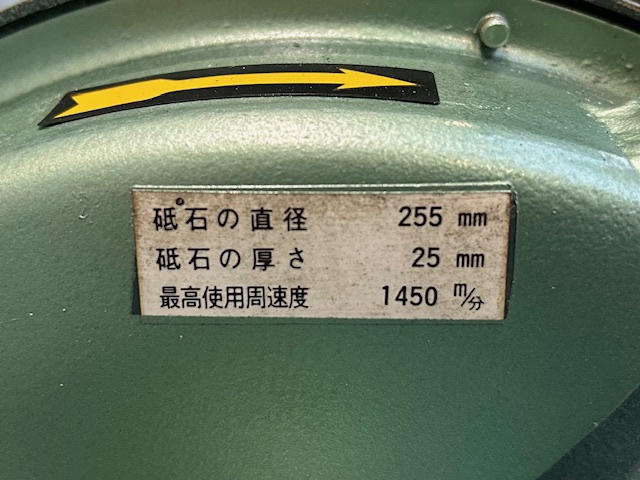 砥石の直径 255 mm
砥石の厚さ 25 mm
最高使用周速度 1450 m/分